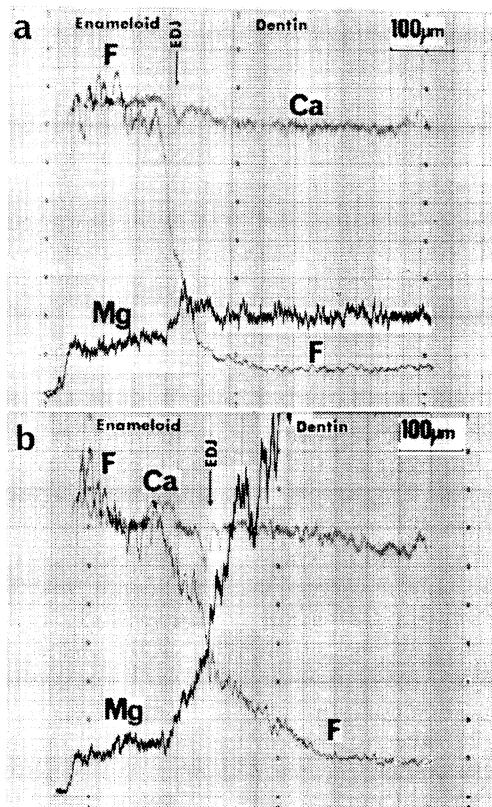 a
Enameloid
EDJ
Dentin
100μm
F
Ca
Mg
F
b
Enameloid
EDJ
Dentin
100μm
F
Ca
Mg
F